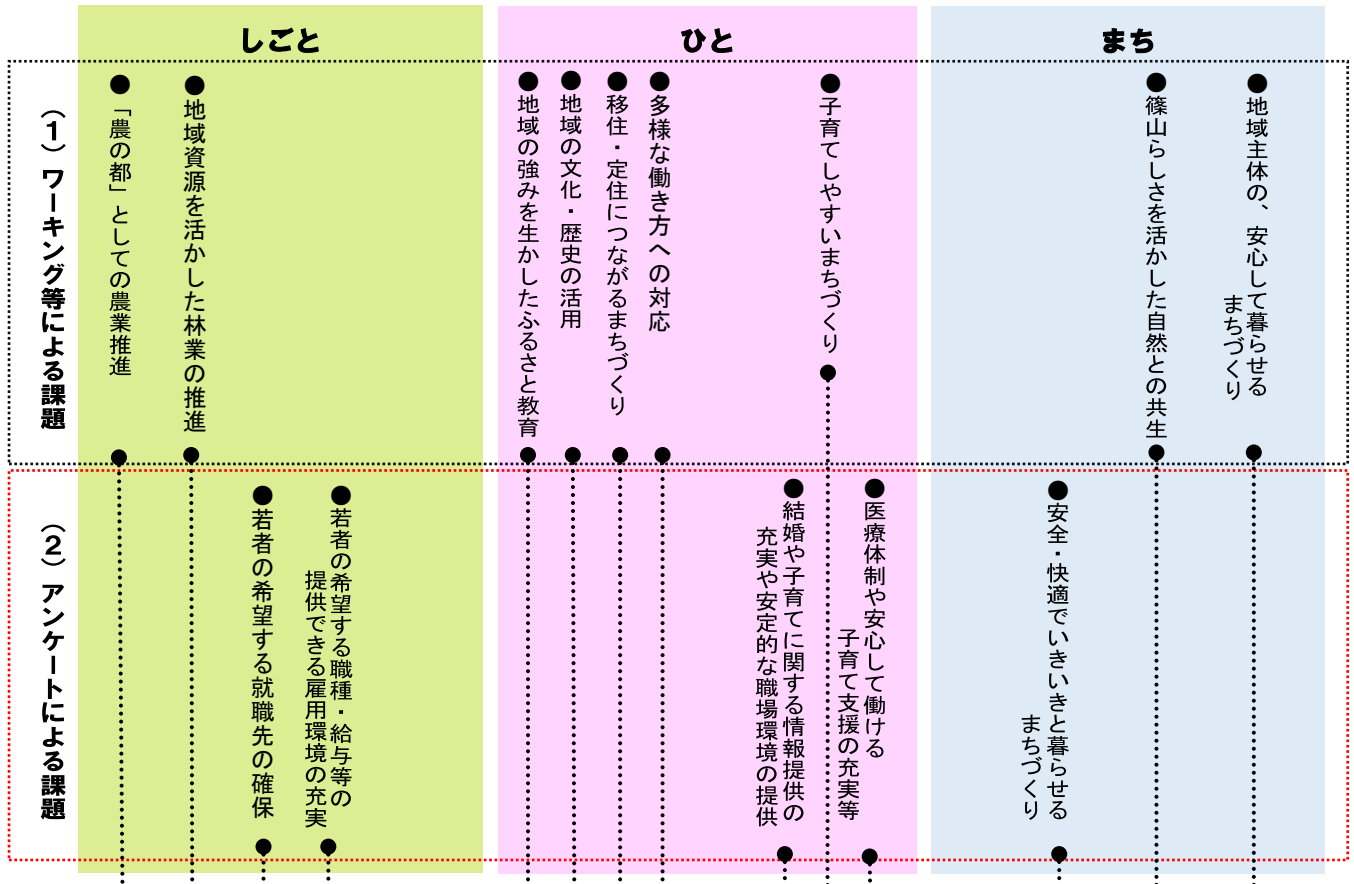 しごと
ひと
まち
（１）ワーキング等による課題
●「農の都」としての農業推進
●地域資源を活かした林業の推進
●地域の強みを生かしたふるさと教育
●地域の文化・歴史の活用
●移住・定住につながるまちづくり
●多様な働き方への対応
●子育てしやすいまちづくり
●篠山らしさを活かした自然との共生
●地域主体の、安心して暮らせる
まちづくり
（２）アンケートによる課題
●若者の希望する就職先の確保
●若者の希望する職種・給与等の
提供できる雇用環境の充実
●結婚や子育てに関する情報提供の
充実や安定的な職場環境の提供
●医療体制や安心して働ける
子育て支援の充実等
●安全・快適でいきいきと暮らせる
まちづくり